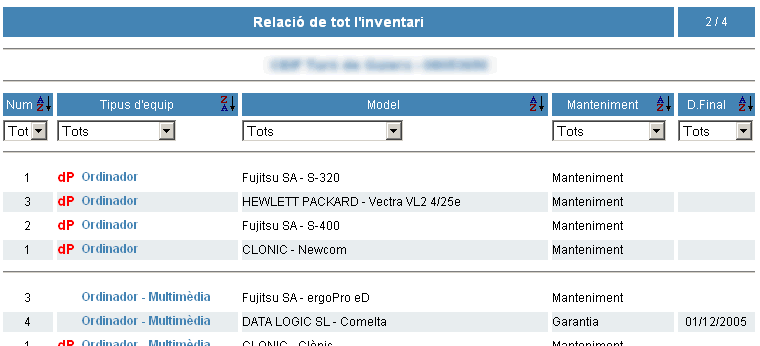 Relació de tot l'inventari 2 / 4
Num Tipus d'equip Model Manteniment D.Final
Tot Tots Tots Tots Tots
1 dP Ordinador Fujitsu SA - S-320 Manteniment
3 dP Ordinador HEWLETT PACKARD - Vectra VL2 4/25e Manteniment
2 dP Ordinador Fujitsu SA - S-400 Manteniment
1 dP Ordinador CLONIC - Newcom Manteniment
3 Ordinador - Multimèdia Fujitsu SA - ergoPro eD Manteniment
4 Ordinador - Multimèdia DATA LOGIC SL - Comelta Garantia 01/12/2005
1 dP Ordinador - Multimèdia CLONIC - Clònic Manteniment